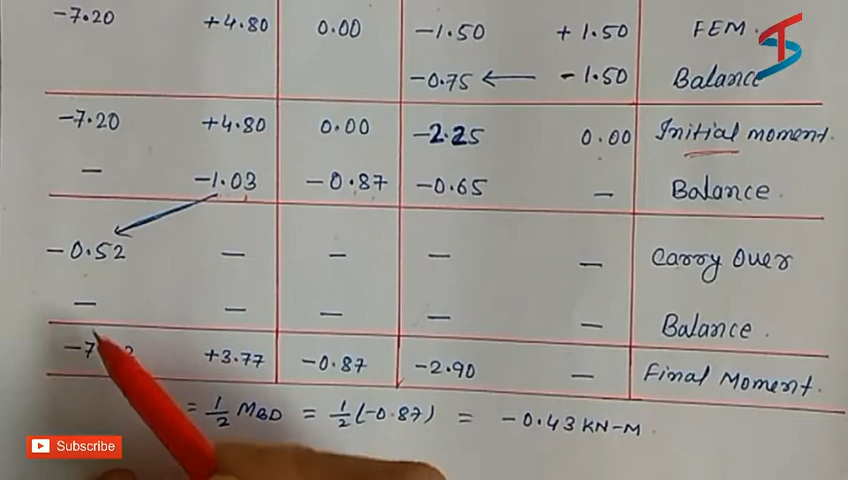 -7.20 +4.80 0.00 -1.50 +1.50 FEM.
-0.75 ← -1.50 Balance
-7.20 +4.80 0.00 -2.25 0.00 Initial moment.
— -1.03 -0.87 -0.65 — Balance.
-0.52 — — — — Carry Over
— — — — — Balance.
+3.77 -0.87 -2.90 — Final Moment.
= 1/2 MBD = 1/2 (-0.87) = -0.43 KN-M.
Subscribe